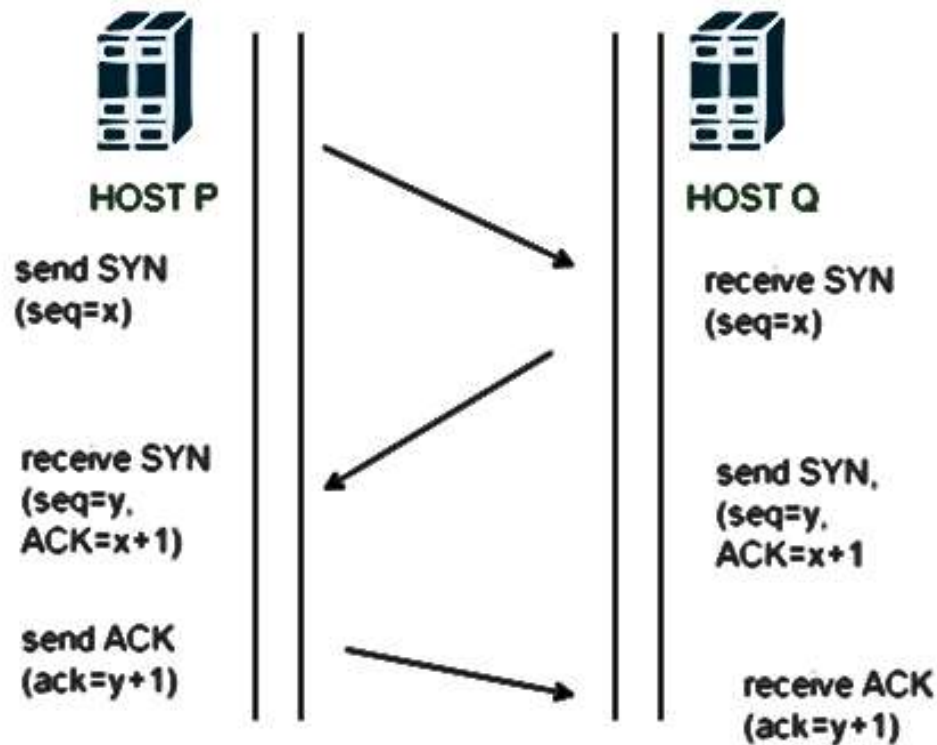 HOST P
HOST Q
send SYN
(seq=x)
receive SYN
(seq=x)
receive SYN
(seq=y,
ACK=x+1)
send SYN,
(seq=y,
ACK=x+1
send ACK
(ack=y+1)
receive ACK
(ack=y+1)